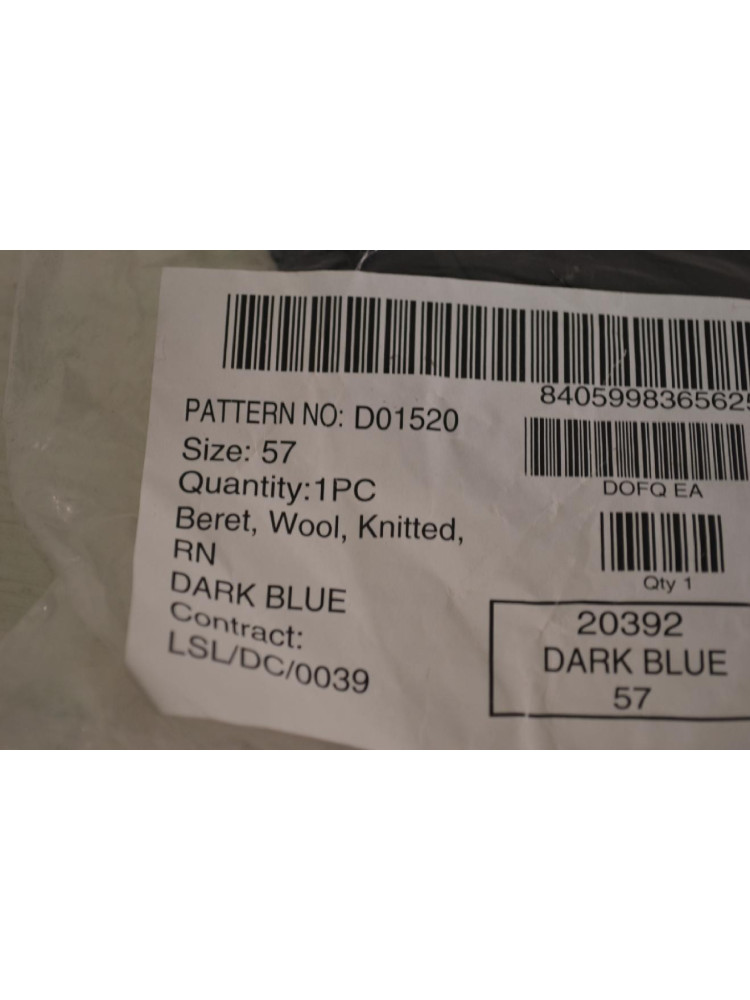 8405998365625
PATTERN NO: D01520
Size: 57
Quantity:1PC
Beret, Wool, Knitted,
RN
DARK BLUE
Contract:
LSL/DC/0039
DOFQ EA
Qty 1
20392
DARK BLUE
57